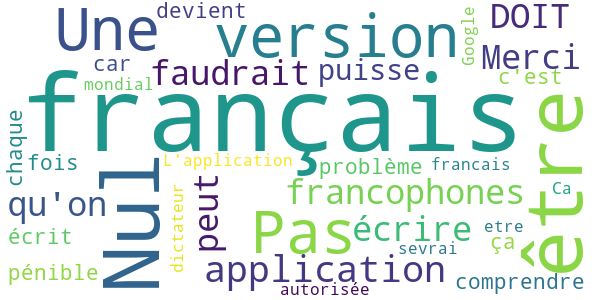 Une
devient
version
Google
DOIT
car
mondial
faudrait
puisse
Merci
c'est
français
être
chaque
fois
L'application
problème
francais
Nul
dictateur
peut
francophones
Ca
qu'on
Pas
écrire
etre
ça
écrit
sevrai
pénible
application
autorisée
comprendre